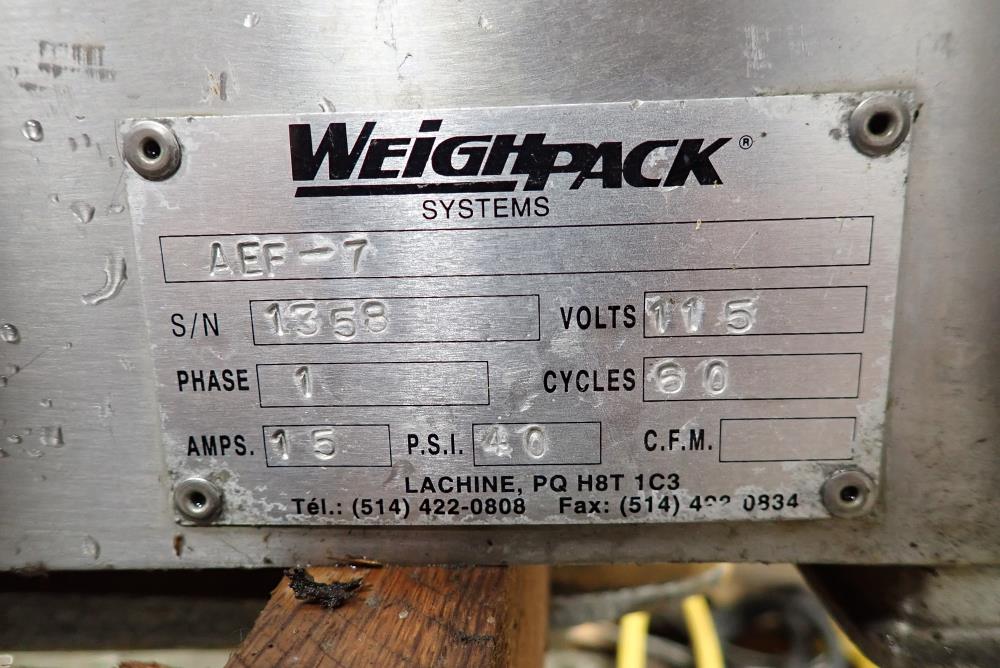 WEIGHPACK®
SYSTEMS
AEF-7
S/N 1358 VOLTS 115
PHASE 1 CYCLES 60
AMPS. 15 P.S.I. 40 C.F.M.
LACHINE, PQ H8T 1C3
Tél.: (514) 422-0808 Fax: (514) 0834